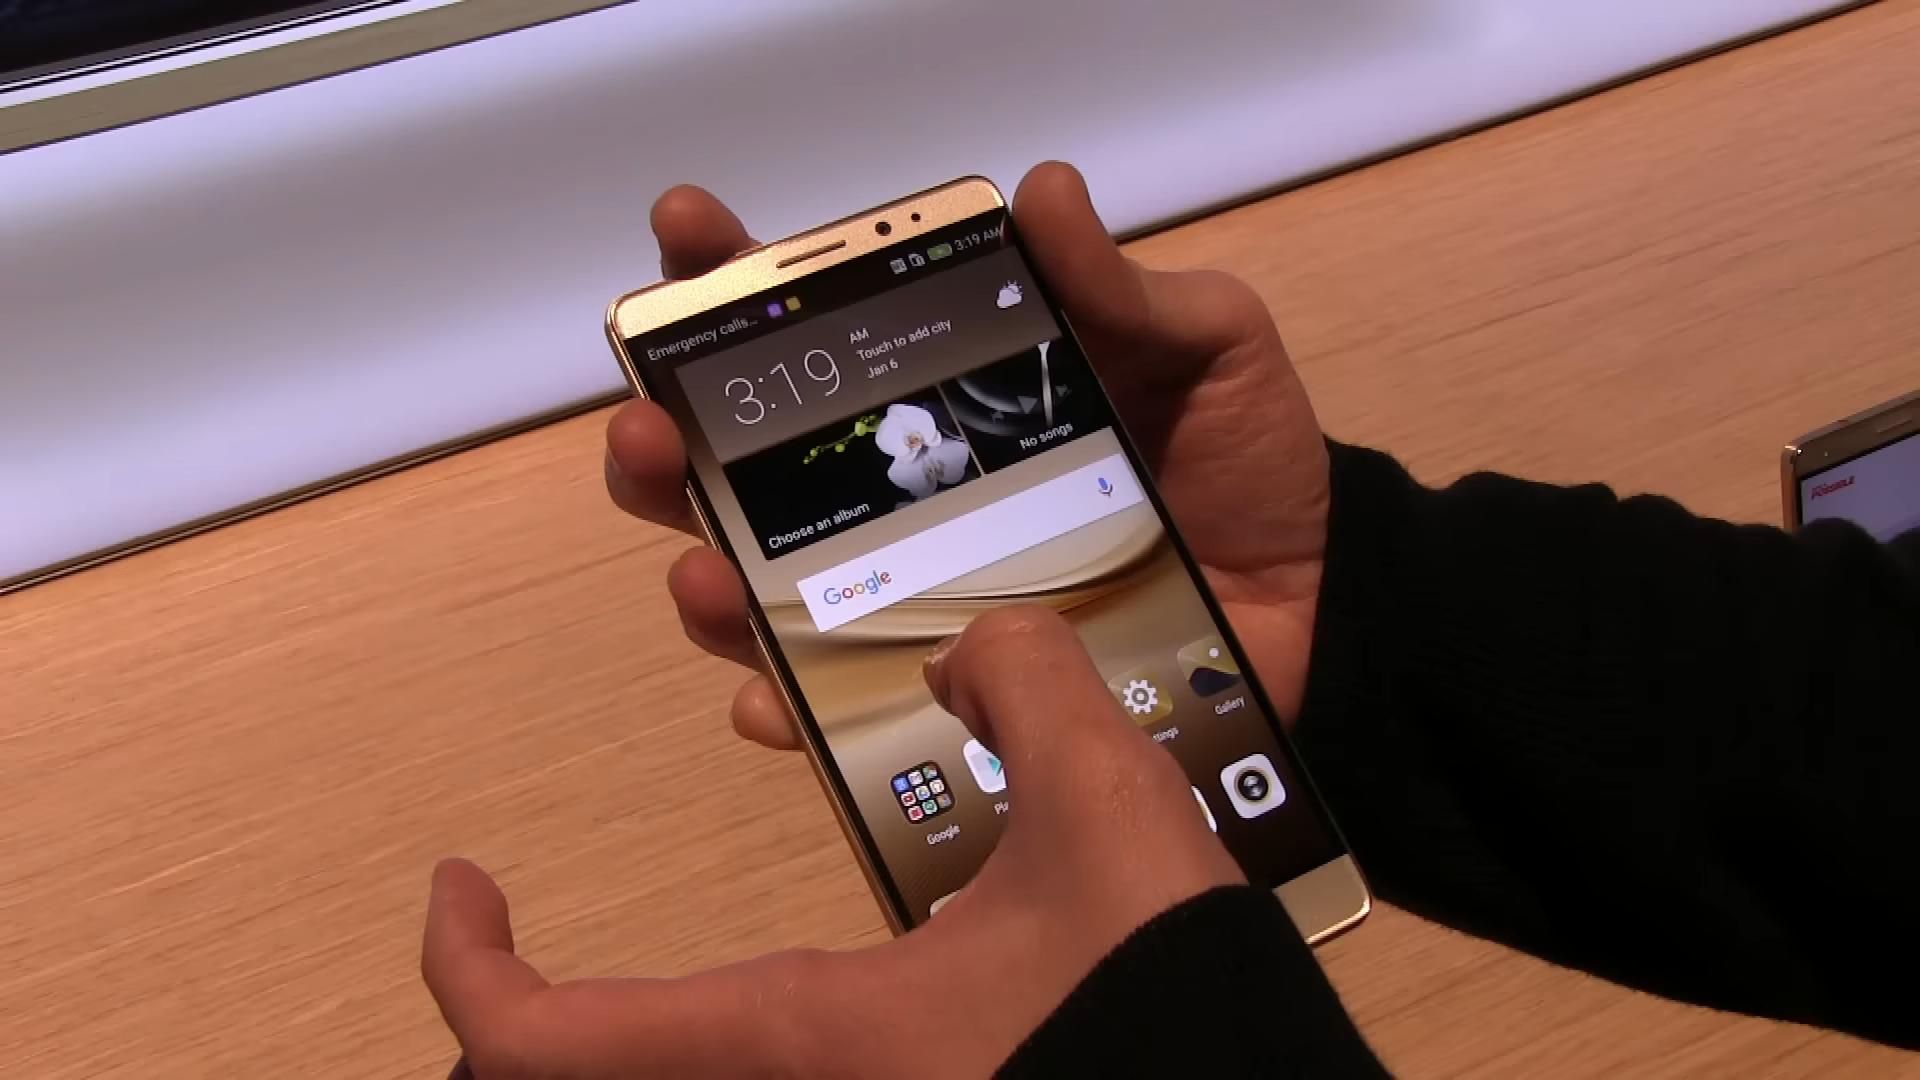 Emergency calls...
3:19 AM
3:19
AM
Touch to add city
Jan 6
Choose an album
No songs
Google
Gallery
Google
POSSIBLE